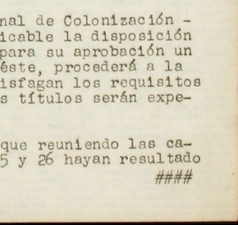 nal de Colonización -
icable la disposición
para su aprobación un
éste, procederá a la
isfagan los requisitos
s títulos serán expe-
que reuniendo las ca-
5 y 26 hayan resultado
####